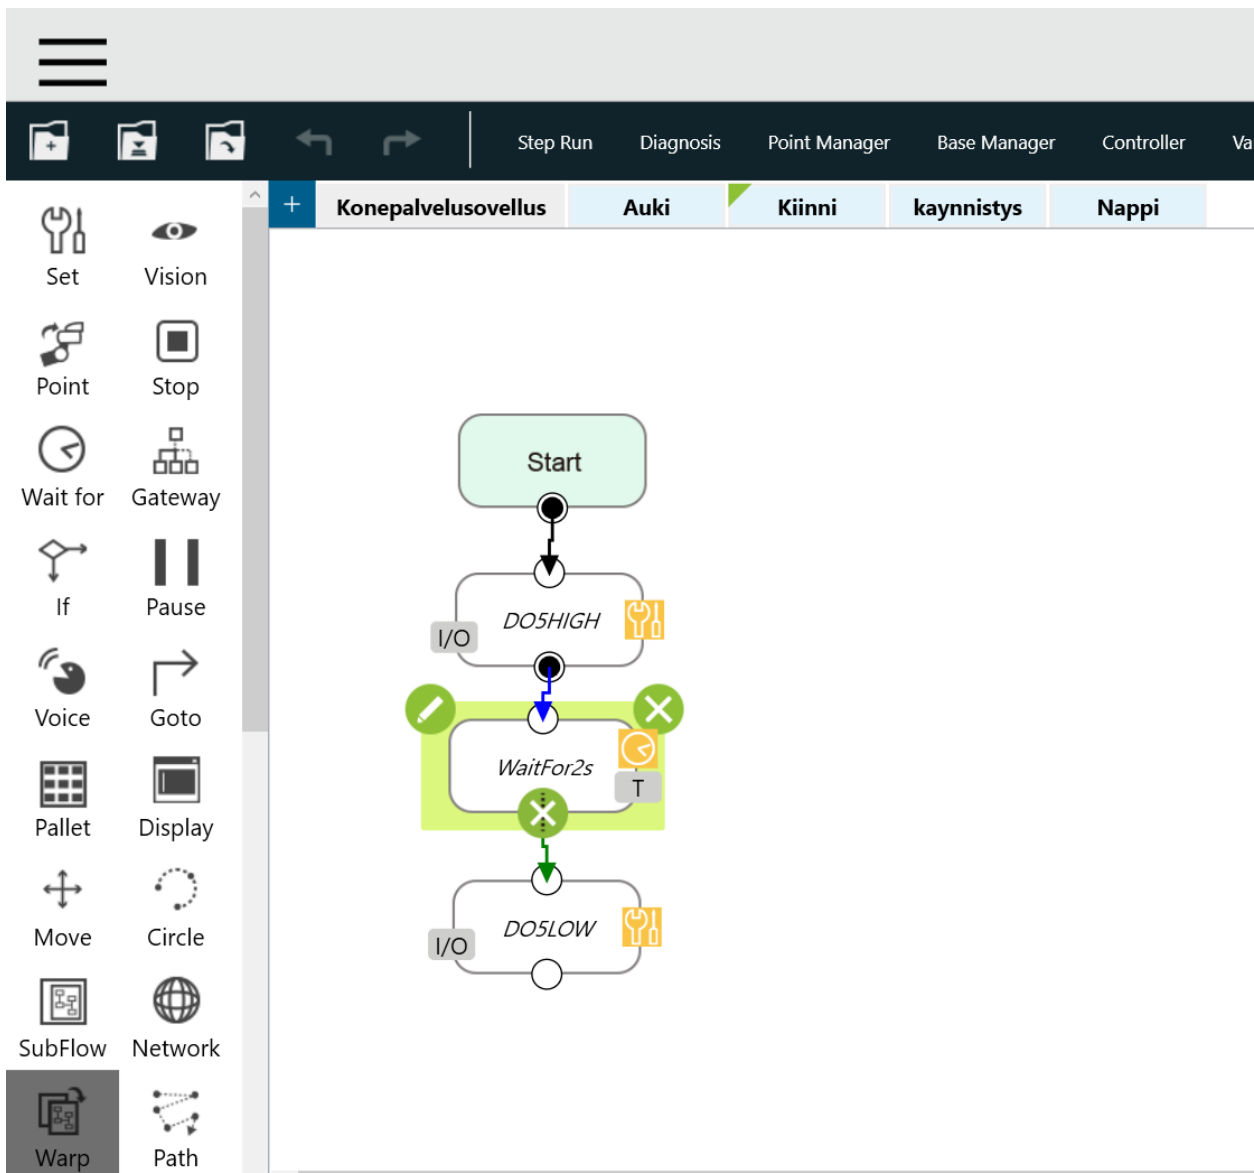 Step Run Diagnosis Point Manager Base Manager Controller Va
+ Konepalvelusovellus Auki Kiinni kaynnistys Nappi
Set Vision
Point Stop
Wait for Gateway
If Pause
Voice Goto
Pallet Display
Move Circle
SubFlow Network
Warp Path
Start
DO5HIGH
I/O
WaitFor2s
T
DO5LOW
I/O